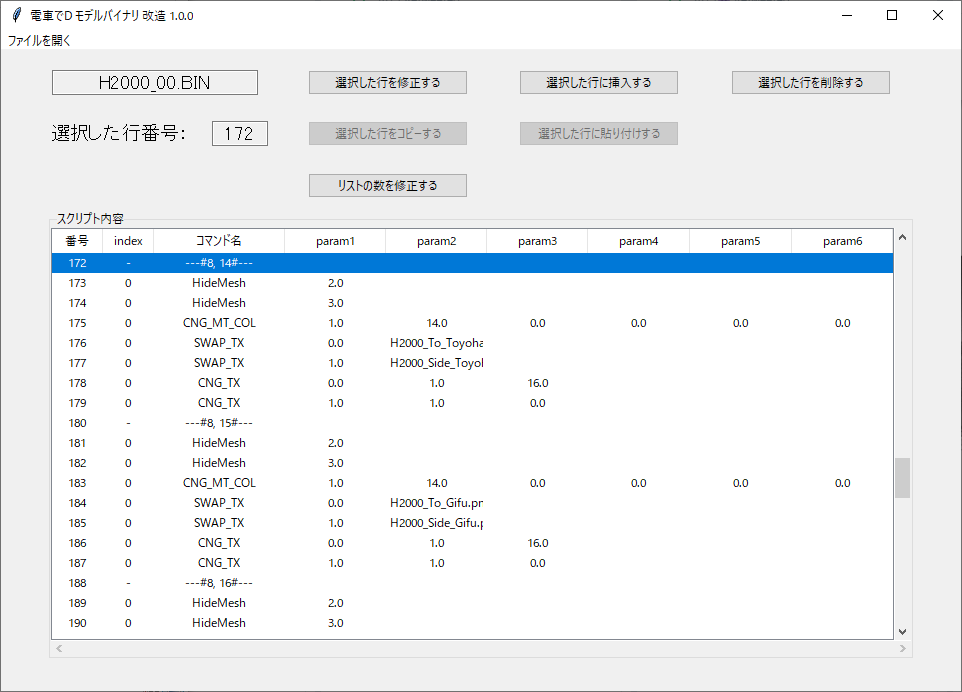 電車でD モデルバイナリ 改造 1.0.0
ファイルを開く
H2000_00.BIN 選択した行を修正する 選択した行に挿入する 選択した行を削除する
選択した行番号: 172 選択した行をコピーする 選択した行に貼り付けする
リストの数を修正する
スクリプト内容
番号 index コマンド名 param1 param2 param3 param4 param5 param6
172 - ---#8, 14#---
173 0 HideMesh 2.0
174 0 HideMesh 3.0
175 0 CNG_MT_COL 1.0 14.0 0.0 0.0 0.0 0.0
176 0 SWAP_TX 0.0 H2000_To_Toyoha
177 0 SWAP_TX 1.0 H2000_Side_Toyol
178 0 CNG_TX 0.0 1.0 16.0
179 0 CNG_TX 1.0 1.0 0.0
180 - ---#8, 15#---
181 0 HideMesh 2.0
182 0 HideMesh 3.0
183 0 CNG_MT_COL 1.0 14.0 0.0 0.0 0.0 0.0
184 0 SWAP_TX 0.0 H2000_To_Gifu.pr
185 0 SWAP_TX 1.0 H2000_Side_Gifu.p
186 0 CNG_TX 0.0 1.0 16.0
187 0 CNG_TX 1.0 1.0 0.0
188 - ---#8, 16#---
189 0 HideMesh 2.0
190 0 HideMesh 3.0